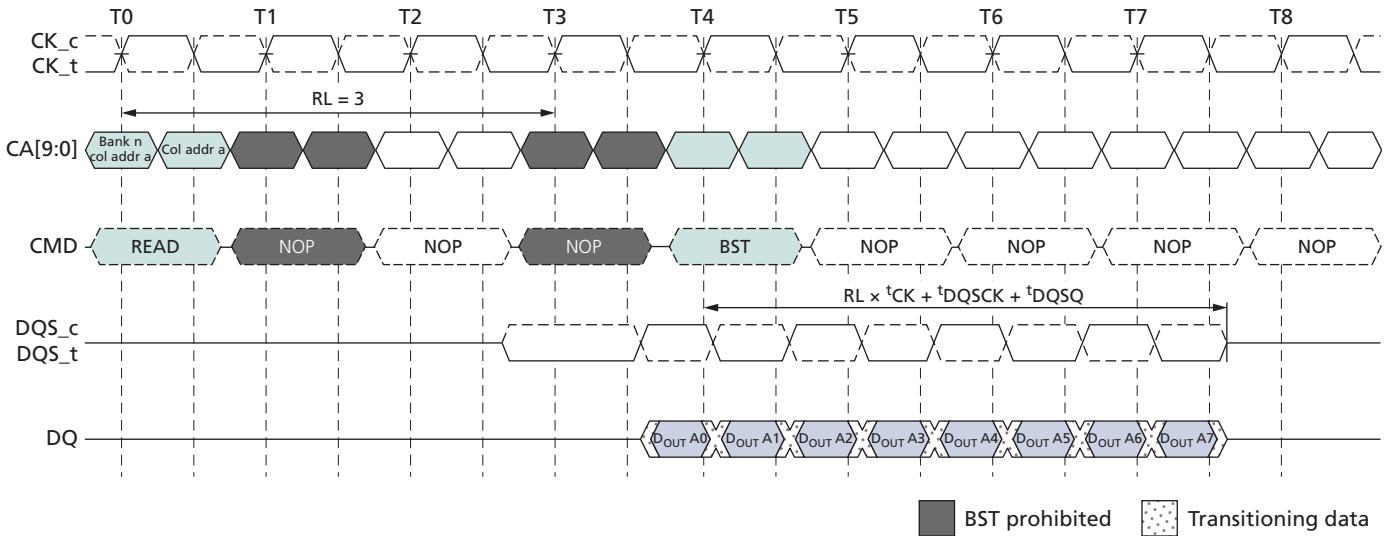 T0 T1 T2 T3 T4 T5 T6 T7 T8
CK_c
CK_t
RL = 3
CA[9:0] Bank n col addr a Col addr a
CMD READ NOP NOP NOP BST NOP NOP NOP NOP
RL × tCK + tDQSCK + tDQSQ
DQS_c
DQS_t
DQ DOUT A0 DOUT A1 DOUT A2 DOUT A3 DOUT A4 DOUT A5 DOUT A6 DOUT A7
BST prohibited Transitioning data